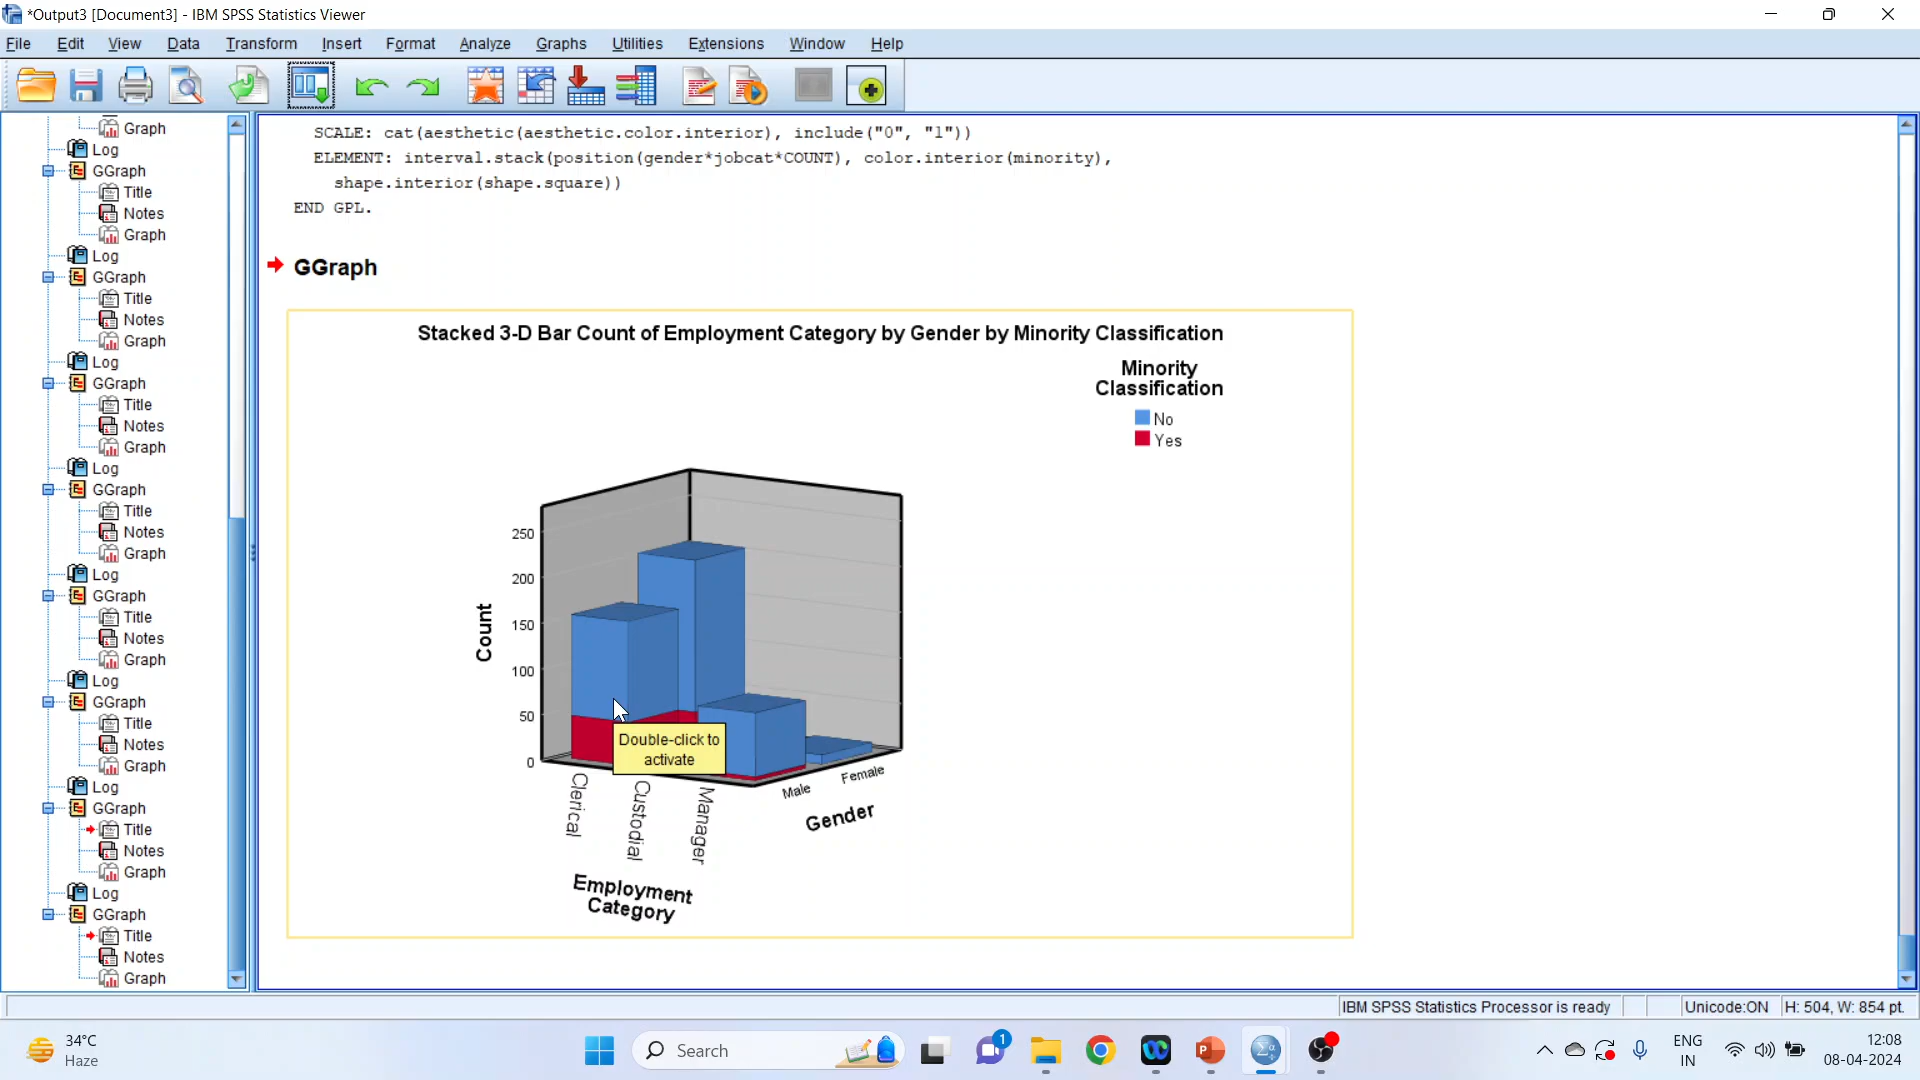 *Output3 [Document3] - IBM SPSS Statistics Viewer
File Edit View Data Transform Insert Format Analyze Graphs Utilities Extensions Window Help
Graph
Log
GGraph
Title
Notes
Graph
Log
GGraph
Title
Notes
Graph
Log
GGraph
Title
Notes
Graph
Log
GGraph
Title
Notes
Graph
Log
GGraph
Title
Notes
Graph
Log
GGraph
Title
Notes
Graph
Log
GGraph
Title
Notes
Graph
Log
GGraph
Title
Notes
Graph
SCALE: cat(aesthetic(aesthetic.color.interior), include("0", "1"))
ELEMENT: interval.stack(position(gender*jobcat*COUNT), color.interior(minority),
shape.interior(shape.square))
END GPL.
GGraph
Stacked 3-D Bar Count of Employment Category by Gender by Minority Classification
Minority
Classification
No
Yes
Count
250
200
150
100
50
0
Double-click to
activate
Clerical
Custodial
Manager
Employment
Category
Male
Female
Gender
IBM SPSS Statistics Processor is ready
Unicode:ON
H: 504, W: 854 pt.
34°C
Haze
Search
1
ENG
IN
12:08
08-04-2024